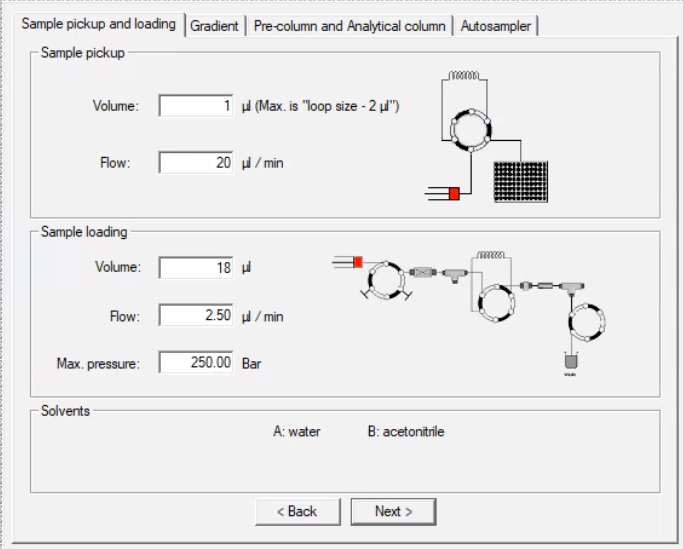 Sample pickup and loading Gradient Pre-column and Analytical column Autosampler
Sample pickup
Volume: 1 µl (Max. is "loop size - 2 µl")
Flow: 20 µl / min
Sample loading
Volume: 18 µl
Flow: 2.50 µl / min
Max. pressure: 250.00 Bar
Solvents
A: water B: acetonitrile
< Back Next >